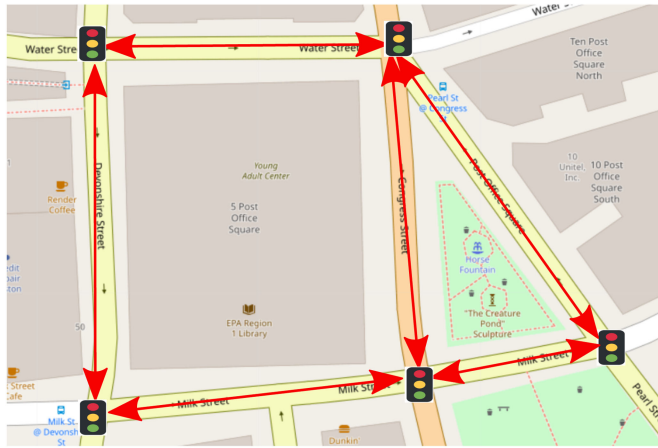 Water Stre
Water Street
Water
Ten Post
Office
Square
North
Pearl St
@ Congress
St
Young
Adult Center
5 Post
Office
Square
Devonshire Street
Congress Street
Post Office Square
10
Unitel,
Inc
10 Post
Office
Square
South
Render
Coffee
Horse
Fountain
"The Creature
Pond"
Sculpture
EPA Region
1 Library
50
Milk Street
Milk Street
Milk Street
Street
Cafe
Milk St
@ Devonsh
St
Dunkin
Pearl St